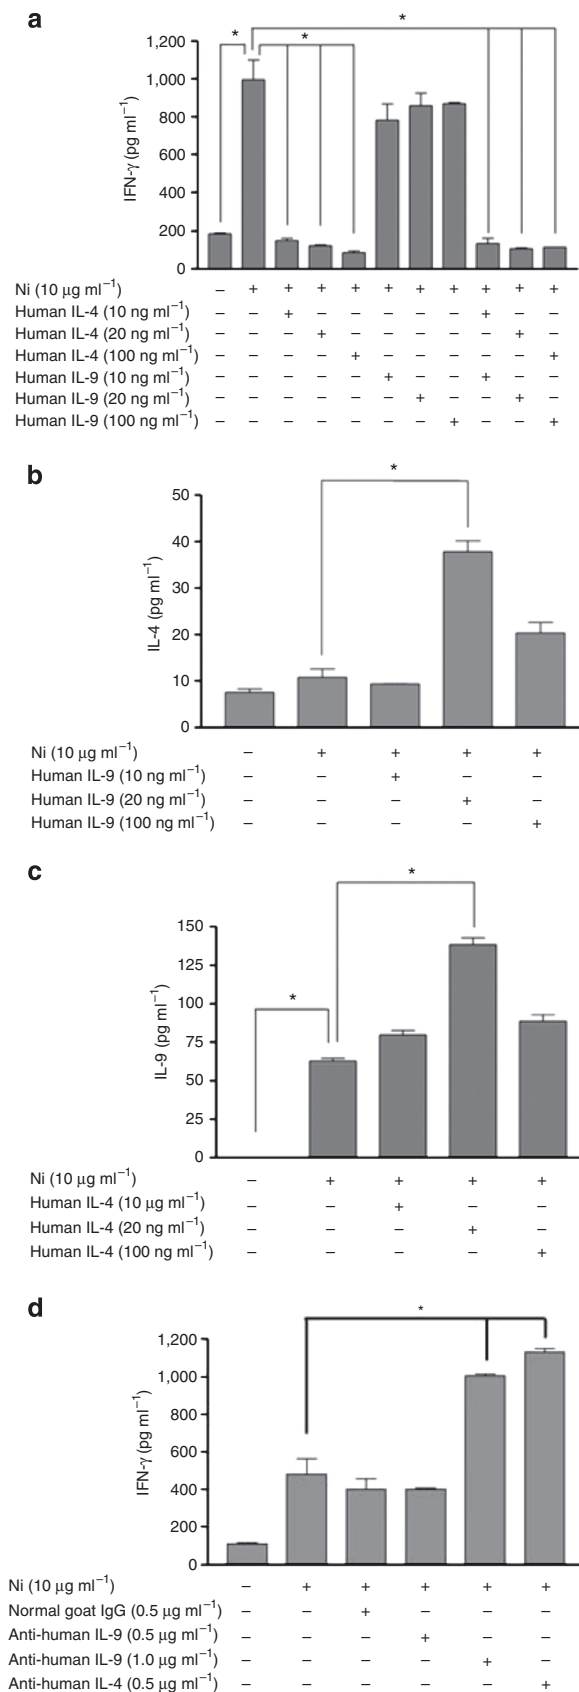 a
*
*
*
1,200
1,000
800
600
400
200
0
IFN-γ (pg ml⁻¹)
Ni (10 μg ml⁻¹) – + + + + + + + + + +
Human IL-4 (10 ng ml⁻¹) – – + – – – – – + – –
Human IL-4 (20 ng ml⁻¹) – – – + – – – – – + –
Human IL-4 (100 ng ml⁻¹) – – – – + – – – – – +
Human IL-9 (10 ng ml⁻¹) – – – – – + – – + – –
Human IL-9 (20 ng ml⁻¹) – – – – – – + – – + –
Human IL-9 (100 ng ml⁻¹) – – – – – – – + – – +
b
*
50
40
30
20
10
0
IL-4 (pg ml⁻¹)
Ni (10 μg ml⁻¹) – + + + +
Human IL-9 (10 ng ml⁻¹) – – + – –
Human IL-9 (20 ng ml⁻¹) – – – + –
Human IL-9 (100 ng ml⁻¹) – – – – +
c
*
*
150
125
100
75
50
25
0
IL-9 (pg ml⁻¹)
Ni (10 μg ml⁻¹) – + + + +
Human IL-4 (10 μg ml⁻¹) – – + – –
Human IL-4 (20 ng ml⁻¹) – – – + –
Human IL-4 (100 ng ml⁻¹) – – – – +
d
*
1,200
1,000
800
600
400
200
0
IFN-γ (pg ml⁻¹)
Ni (10 μg ml⁻¹) – + + + + +
Normal goat IgG (0.5 μg ml⁻¹) – – + – – –
Anti-human IL-9 (0.5 μg ml⁻¹) – – – + – –
Anti-human IL-9 (1.0 μg ml⁻¹) – – – – + –
Anti-human IL-4 (0.5 μg ml⁻¹) – – – – – +